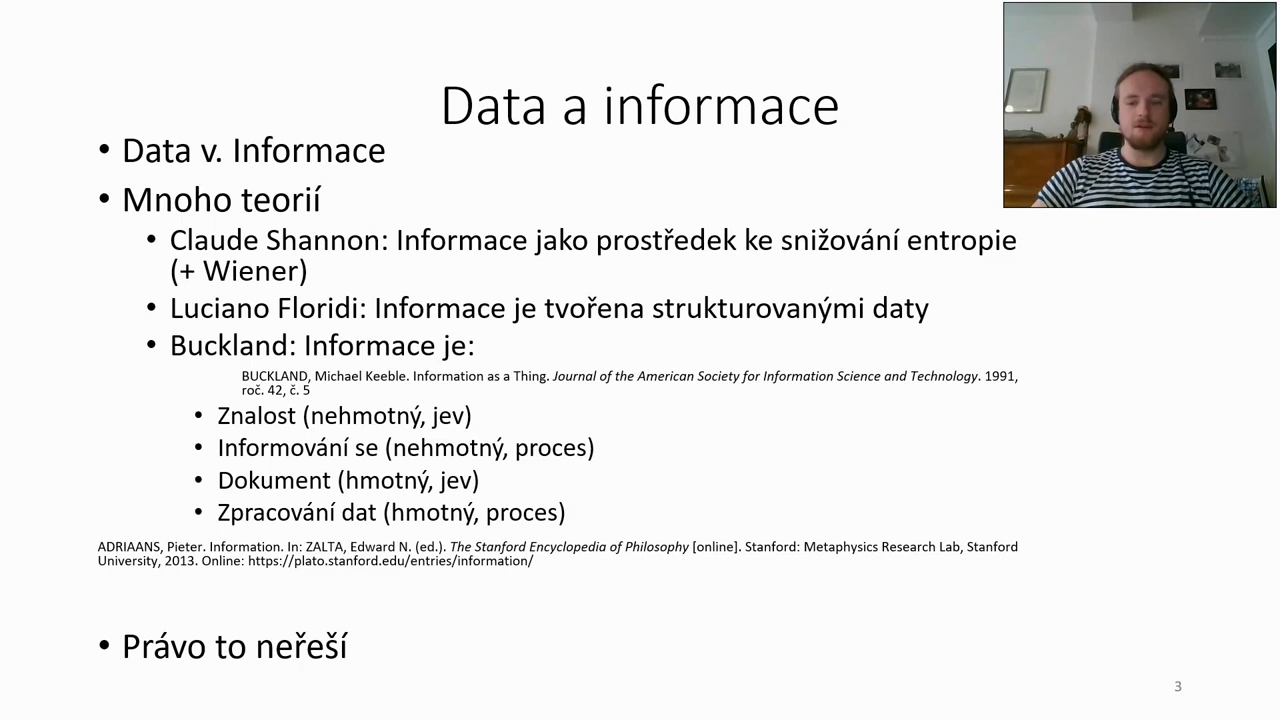 Data a informace
• Data v. Informace
• Mnoho teorií
• Claude Shannon: Informace jako prostředek ke snižování entropie
(+ Wiener)
• Luciano Floridi: Informace je tvořena strukturovanými daty
• Buckland: Informace je:
BUCKLAND, Michael Keeble. Information as a Thing. Journal of the American Society for Information Science and Technology. 1991,
roč. 42, č. 5
• Znalost (nehmotný, jev)
• Informování se (nehmotný, proces)
• Dokument (hmotný, jev)
• Zpracování dat (hmotný, proces)
ADRIAANS, Pieter. Information. In: ZALTA, Edward N. (ed.). The Stanford Encyclopedia of Philosophy [online]. Stanford: Metaphysics Research Lab, Stanford
University, 2013. Online: https://plato.stanford.edu/entries/information/
• Právo to neřeší
3